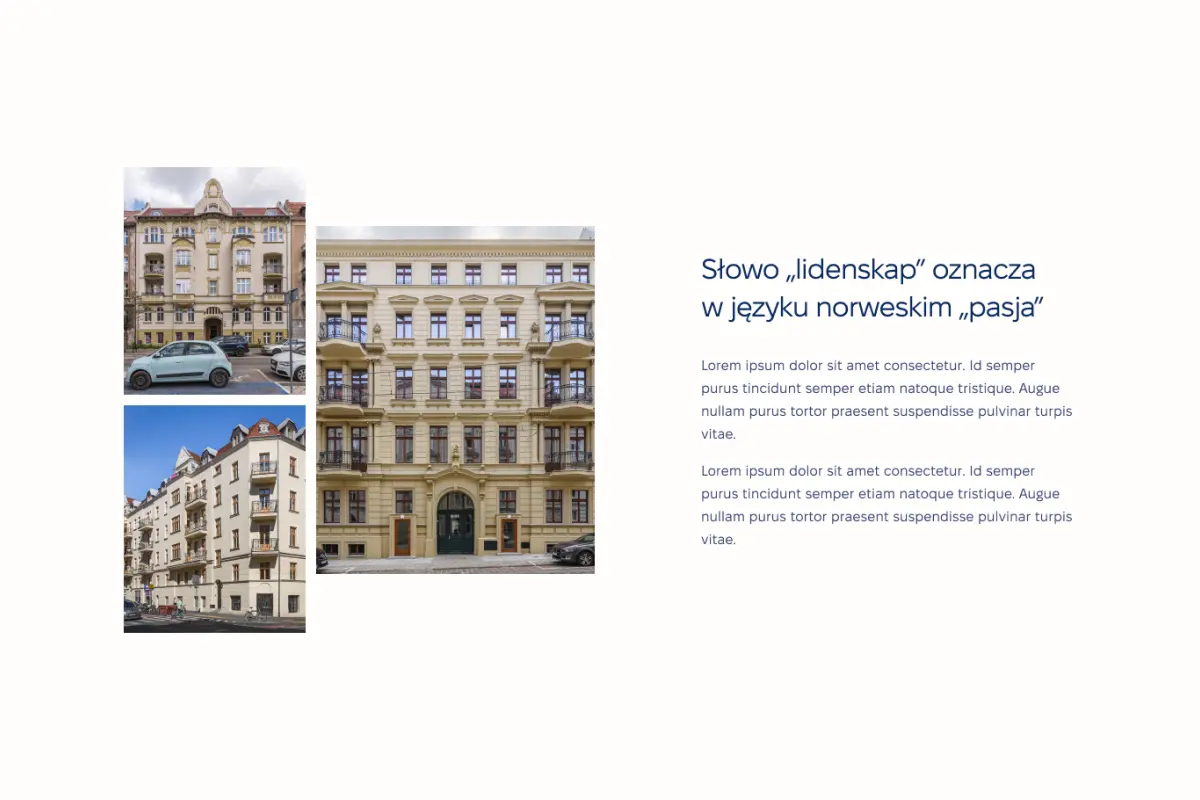 Słowo „lidenskap” oznacza
w języku norweskim „pasja”
Lorem ipsum dolor sit amet consectetur. Id semper
purus tincidunt semper etiam natoque tristique. Augue
nullam purus tortor praesent suspendisse pulvinar turpis
vitae.
Lorem ipsum dolor sit amet consectetur. Id semper
purus tincidunt semper etiam natoque tristique. Augue
nullam purus tortor praesent suspendisse pulvinar turpis
vitae.